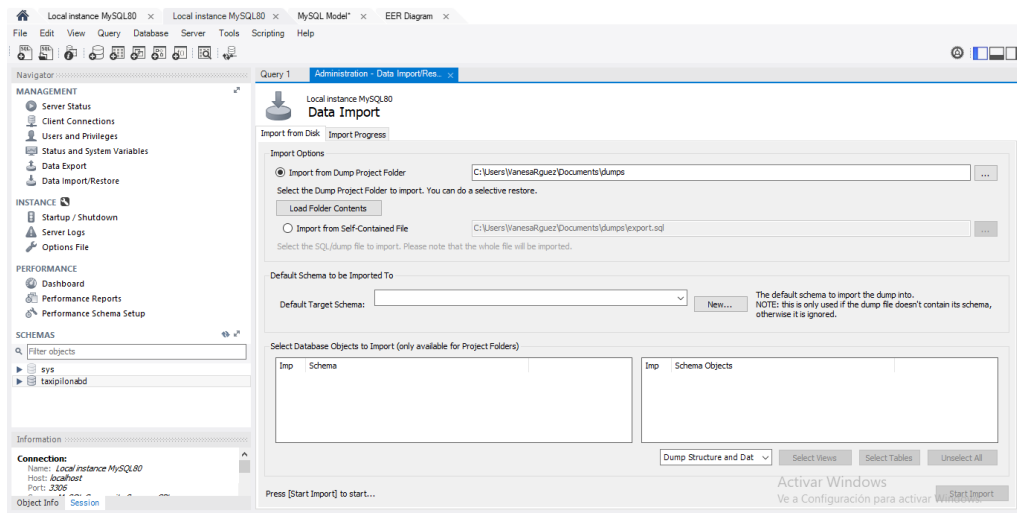 Local instance MySQL80 × Local instance MySQL80 × MySQL Model* × EER Diagram ×
File Edit View Query Database Server Tools Scripting Help
Navigator
MANAGEMENT
Server Status
Client Connections
Users and Privileges
Status and System Variables
Data Export
Data Import/Restore
INSTANCE
Startup / Shutdown
Server Logs
Options File
PERFORMANCE
Dashboard
Performance Reports
Performance Schema Setup
SCHEMAS
Filter objects
sys
taxipilonabd
Information
Connection:
Name: Local instance MySQL80
Host: localhost
Port: 3306
Object Info Session
Query 1 Administration - Data Import/Res.. ×
Local instance MySQL80
Data Import
Import from Disk Import Progress
Import Options
Import from Dump Project Folder C:\Users\VanesaRguez\Documents\dumps ...
Select the Dump Project Folder to import. You can do a selective restore.
Load Folder Contents
Import from Self-Contained File C:\Users\VanesaRguez\Documents\dumps\export.sql ...
Select the SQL/dump file to import. Please note that the whole file will be imported.
Default Schema to be Imported To
Default Target Schema: New...
The default schema to import the dump into.
NOTE: this is only used if the dump file doesn't contain its schema,
otherwise it is ignored.
Select Database Objects to Import (only available for Project Folders)
Imp Schema
Imp Schema Objects
Dump Structure and Dat Select Views Select Tables Unselect All
Press [Start Import] to start...
Activar Windows
Ve a Configuración para activar
Start Import